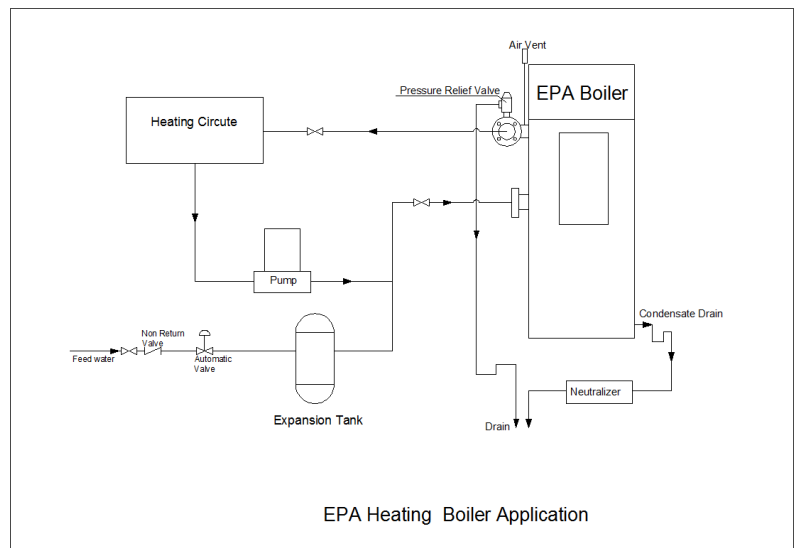 Air Vent
Pressure Relief Valve
EPA Boiler
Heating Circute
Pump
Non Return
Valve
Feed water
Automatic
Valve
Expansion Tank
Condensate Drain
Neutralizer
Drain
EPA Heating Boiler Application